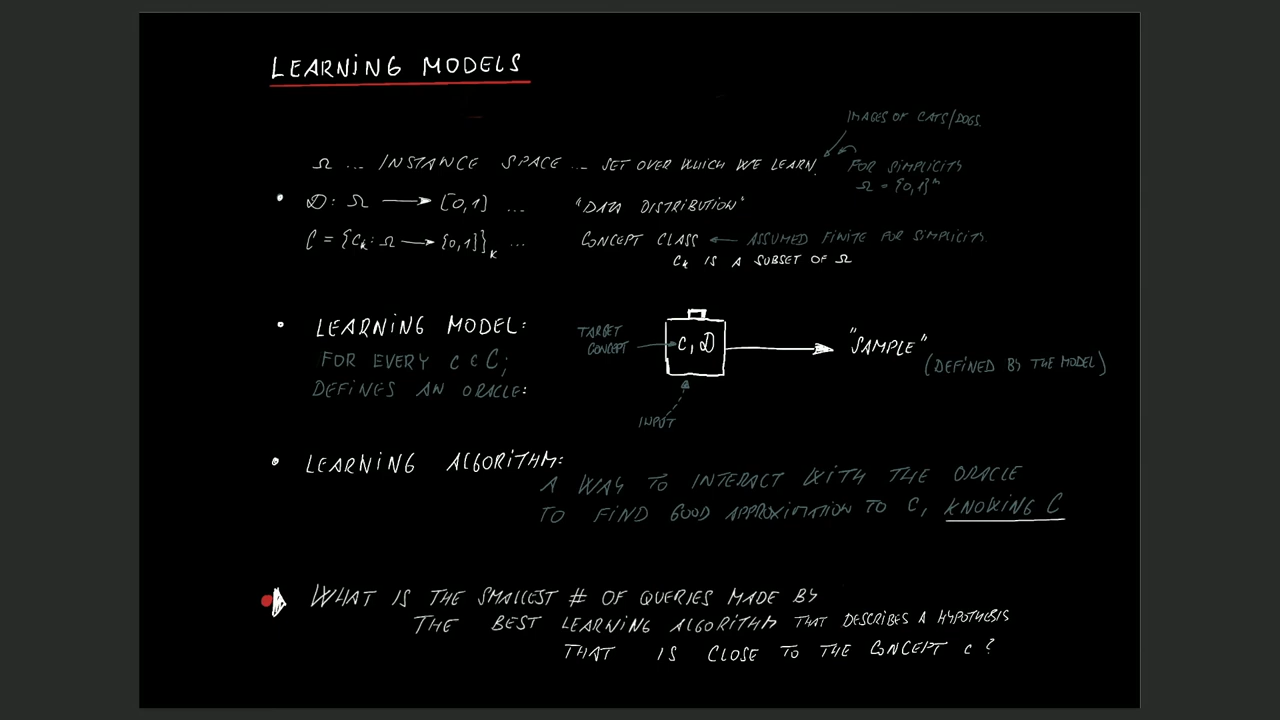 LEARNING MODELS
IMAGES OF CATS/DOGS.
Ω ... INSTANCE SPACE ... SET OVER WHICH WE LEARN.
FOR SIMPLICITY
Ω = {0,1}ⁿ
• D: Ω → [0,1] ... "DATA DISTRIBUTION"
C = {cₖ: Ω → {0,1}}ₖ ... CONCEPT CLASS ← ASSUMED FINITE FOR SIMPLICITY.
cₖ IS A SUBSET OF Ω
• LEARNING MODEL:
FOR EVERY c ⊂ C;
DEFINES AN ORACLE:
TARGET
CONCEPT
c, D
"SAMPLE"
(DEFINED BY THE MODEL)
INPUT
• LEARNING ALGORITHM:
A WAY TO INTERACT WITH THE ORACLE
TO FIND GOOD APPROXIMATION TO C, KNOWING C
WHAT IS THE SMALLEST # OF QUERIES MADE BY
THE BEST LEARNING ALGORITHM THAT DESCRIBES A HYPOTHESIS
THAT IS CLOSE TO THE CONCEPT c ?